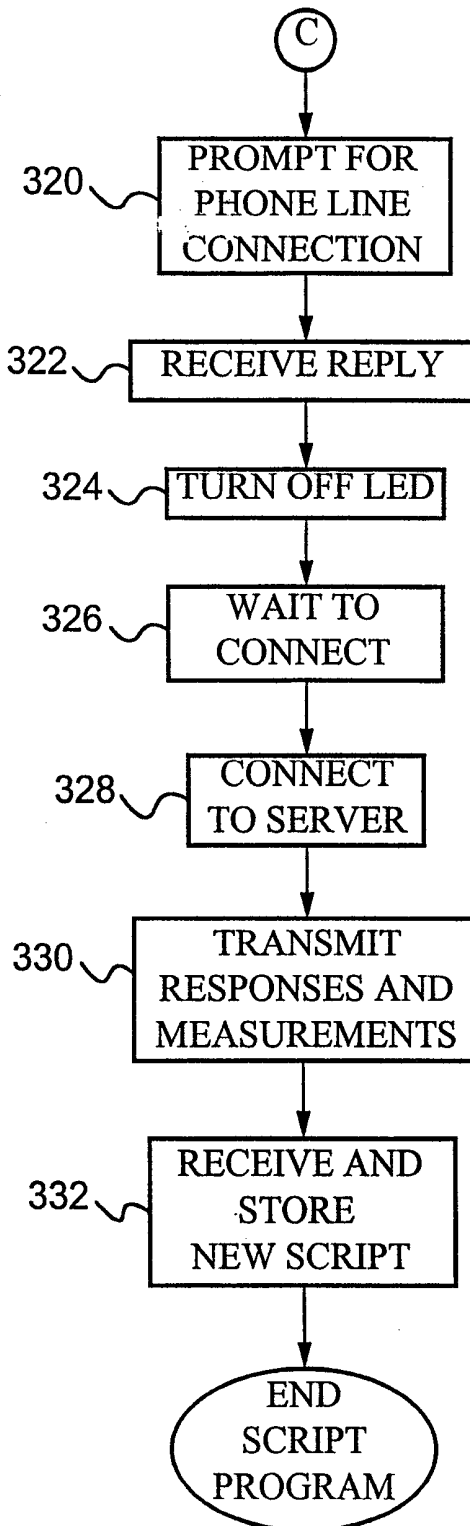 C
320
PROMPT FOR
PHONE LINE
CONNECTION
322
RECEIVE REPLY
324
TURN OFF LED
326
WAIT TO
CONNECT
328
CONNECT
TO SERVER
330
TRANSMIT
RESPONSES AND
MEASUREMENTS
332
RECEIVE AND
STORE
NEW SCRIPT
END
SCRIPT
PROGRAM